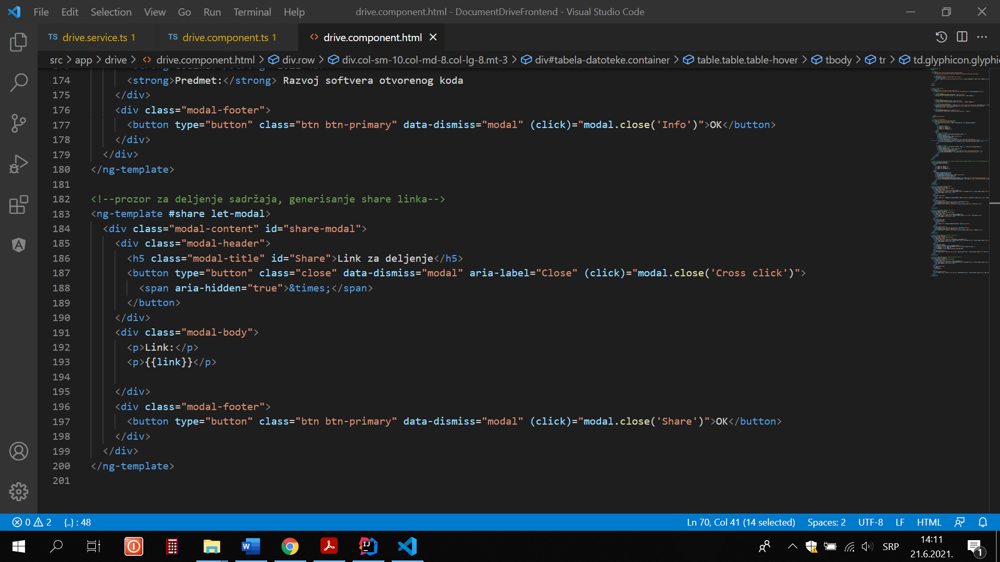 File Edit Selection View Go Run Terminal Help drive.component.html - DocumentDriveFrontend - Visual Studio Code
TS drive.service.ts 1 TS drive.component.ts 1 <> drive.component.html
src > app > drive > <> drive.component.html > div.row > div.col-sm-10.col-md-8.col-lg-8.mt-3 > div#tabela-datoteke.container > table.table.table-hover > tbody > tr > td.glyphicon.glyphic
174 <strong>Predmet:</strong> Razvoj softvera otvorenog koda
175 </div>
176 <div class="modal-footer">
177 <button type="button" class="btn btn-primary" data-dismiss="modal" (click)="modal.close('Info')">OK</button>
178 </div>
179 </div>
180 </ng-template>
181
182 <!--prozor za deljenje sadržaja, generisanje share linka-->
183 <ng-template #share let-modal>
184 <div class="modal-content" id="share-modal">
185 <div class="modal-header">
186 <h5 class="modal-title" id="Share">Link za deljenje</h5>
187 <button type="button" class="close" data-dismiss="modal" aria-label="Close" (click)="modal.close('Cross click')">
188 <span aria-hidden="true">&times;</span>
189 </button>
190 </div>
191 <div class="modal-body">
192 <p>Link:</p>
193 <p>{{link}}</p>
194
195 </div>
196 <div class="modal-footer">
197 <button type="button" class="btn btn-primary" data-dismiss="modal" (click)="modal.close('Share')">OK</button>
198 </div>
199 </div>
200 </ng-template>
201
0 2 {..} : 48 Ln 70, Col 41 (14 selected) Spaces: 2 UTF-8 LF HTML
SRP 14:11
21.6.2021. 1